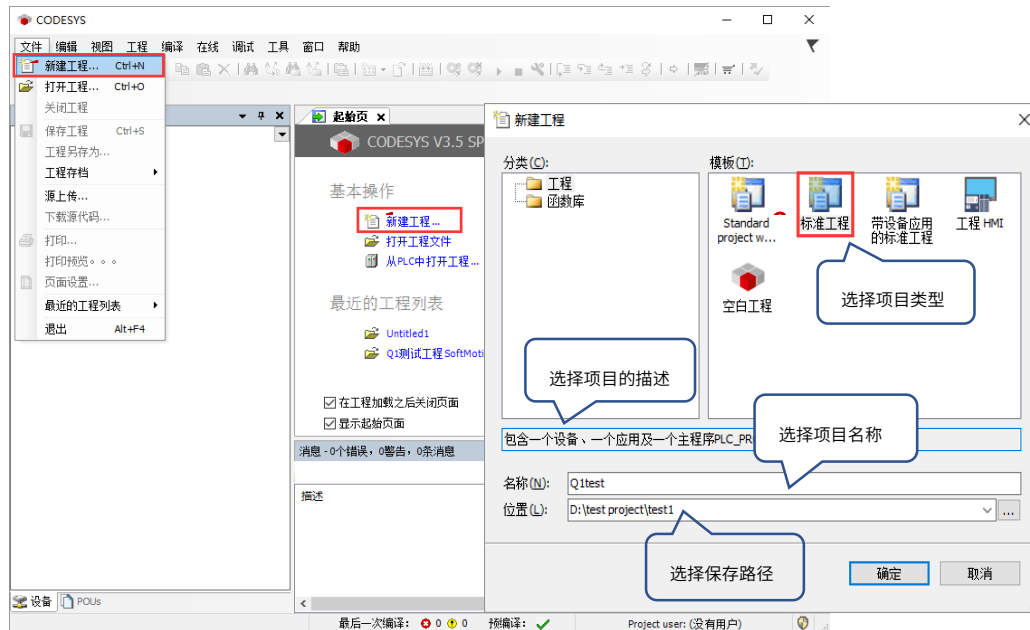 CODESYS
文件 编辑 视图 工程 编译 在线 调试 工具 窗口 帮助
新建工程... Ctrl+N
打开工程... Ctrl+O
关闭工程
保存工程 Ctrl+S
工程另存为...
工程存档
源上传...
下载源代码...
打印...
打印预览。。。
页面设置...
最近的工程列表
退出 Alt+F4
起始页
CODESYS V3.5 SP
基本操作
新建工程...
打开工程文件
从PLC中打开工程...
最近的工程列表
Untitled1
Q1测试工程 SoftMoti
在工程加载之后关闭页面
显示起始页面
消息 - 0个错误，0警告，0条消息
描述
新建工程
分类(C):
工程
函数库
模板(T):
Standard
project w...
标准工程
带设备应用
的标准工程
工程 HMI
空白工程
选择项目类型
选择项目的描述
选择项目名称
包含一个设备、一个应用及一个主程序PLC_PR
名称(N): Q1test
位置(L): D:\test project\test1 ...
选择保存路径
确定 取消
设备 POUs
最后一次编译: 0 0 预编译: Project user: (没有用户)